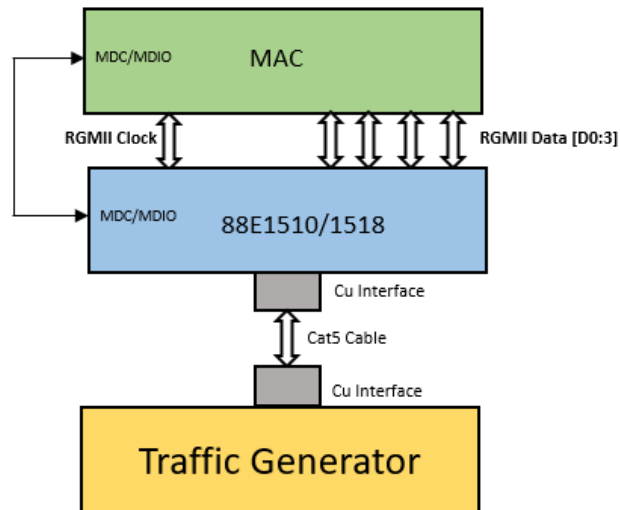 MDC/MDIO
MAC
RGMII Clock
RGMII Data [D0:3]
MDC/MDIO
88E1510/1518
Cu Interface
Cat5 Cable
Cu Interface
Traffic Generator